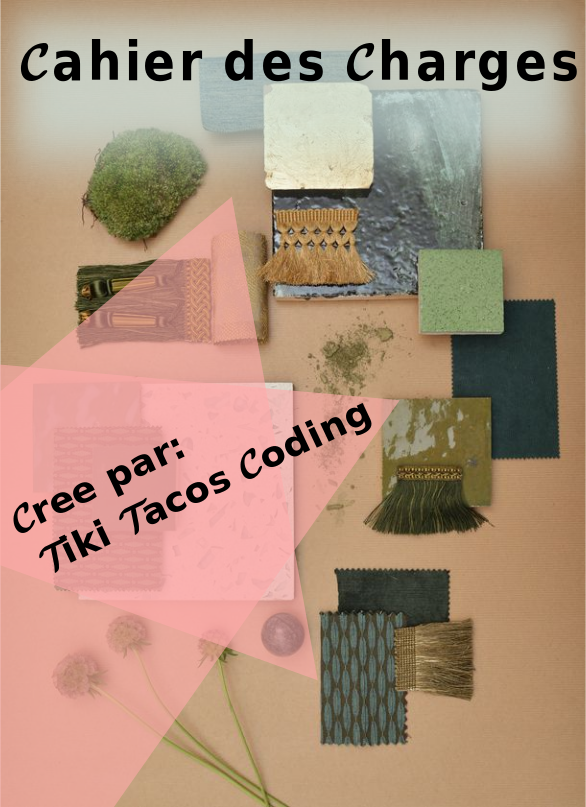 Cahier des Charges
Cree par:
Tiki Tacos Coding